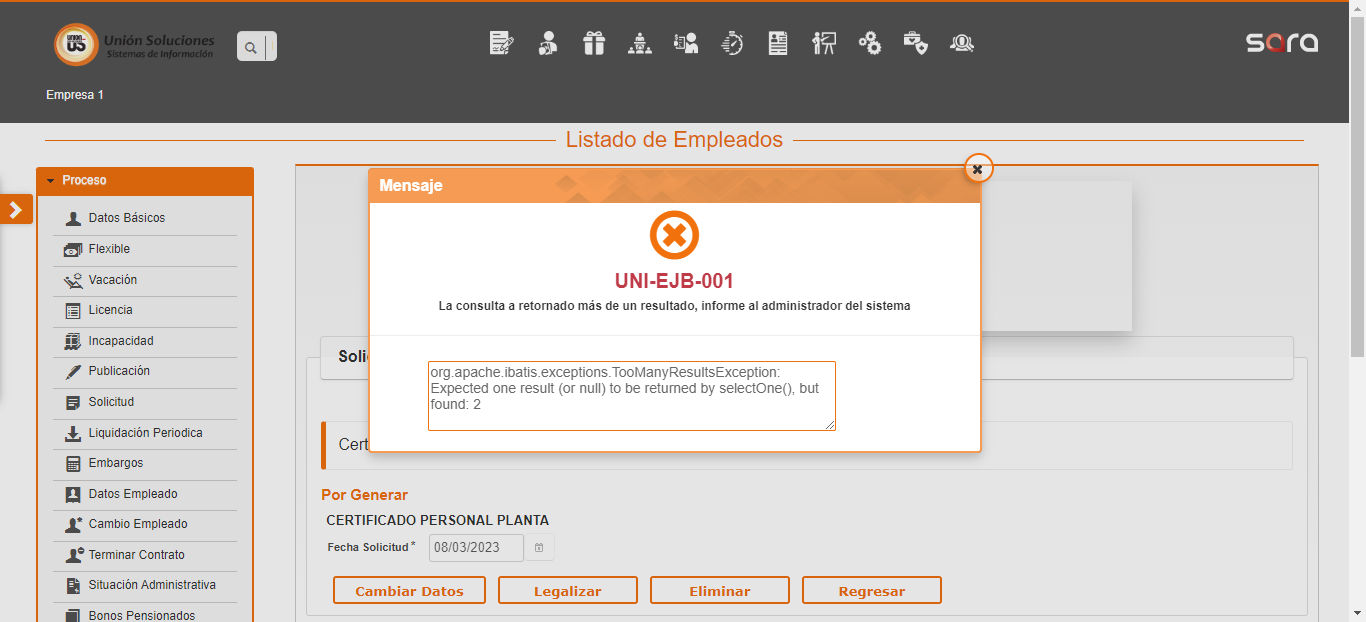 UNION
US
Unión Soluciones
Sistemas de Información
sara
Empresa 1
Listado de Empleados
Proceso
Datos Básicos
Flexible
Vacación
Licencia
Incapacidad
Publicación
Solicitud
Liquidación Periodica
Embargos
Datos Empleado
Cambio Empleado
Terminar Contrato
Situación Administrativa
Bonos Pensionados
Mensaje
UNI-EJB-001
La consulta a retornado más de un resultado, informe al administrador del sistema
org.apache.ibatis.exceptions.TooManyResultsException:
Expected one result (or null) to be returned by selectOne(), but
found: 2
Soli
Cert
Por Generar
CERTIFICADO PERSONAL PLANTA
Fecha Solicitud * 08/03/2023
Cambiar Datos Legalizar Eliminar Regresar